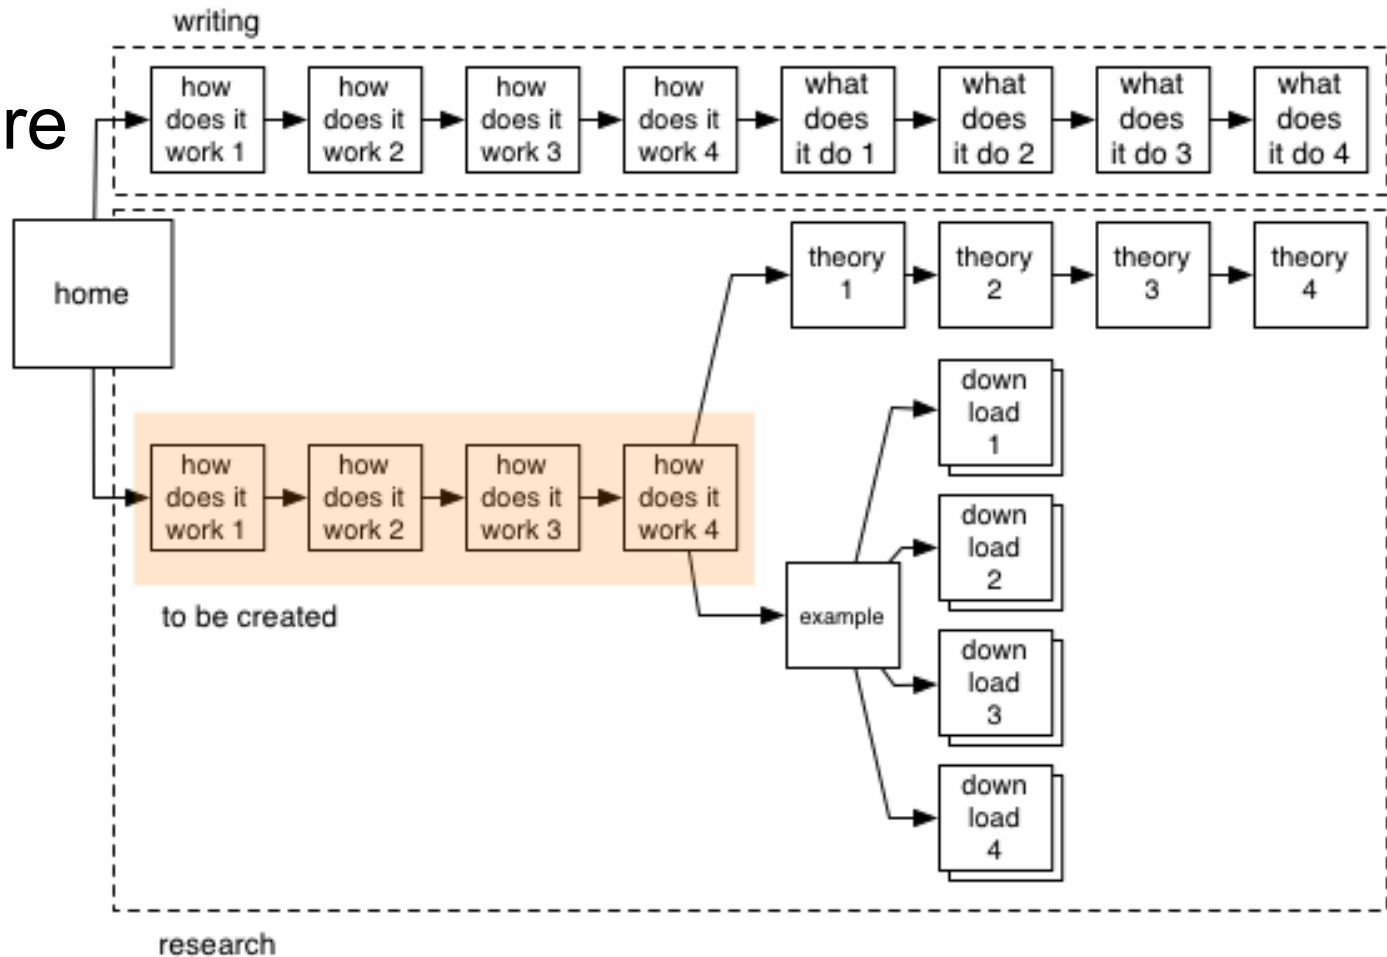 writing
re
how
does it
work 1
how
does it
work 2
how
does it
work 3
how
does it
work 4
what
does
it do 1
what
does
it do 2
what
does
it do 3
what
does
it do 4
home
theory
1
theory
2
theory
3
theory
4
how
does it
work 1
how
does it
work 2
how
does it
work 3
how
does it
work 4
to be created
example
down
load
1
down
load
2
down
load
3
down
load
4
research